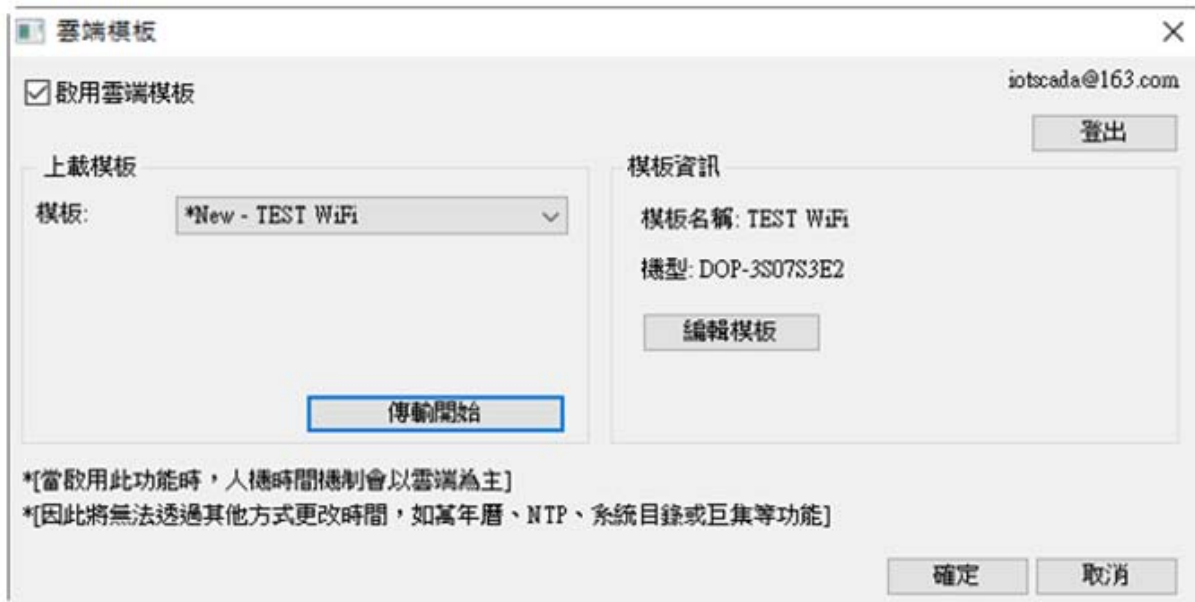 雲端模板
啟用雲端模板
iotscada@163.com
登出
上載模板
模板:
*New - TEST WiFi
傳輸開始
模板資訊
模板名稱: TEST WiFi
機型: DOP-3S07S3E2
編輯模板
*[當啟用此功能時，人機時間機制會以雲端為主]
*[因此將無法透過其他方式更改時間，如萬年曆、NTP、系統目錄或巨集等功能]
確定
取消